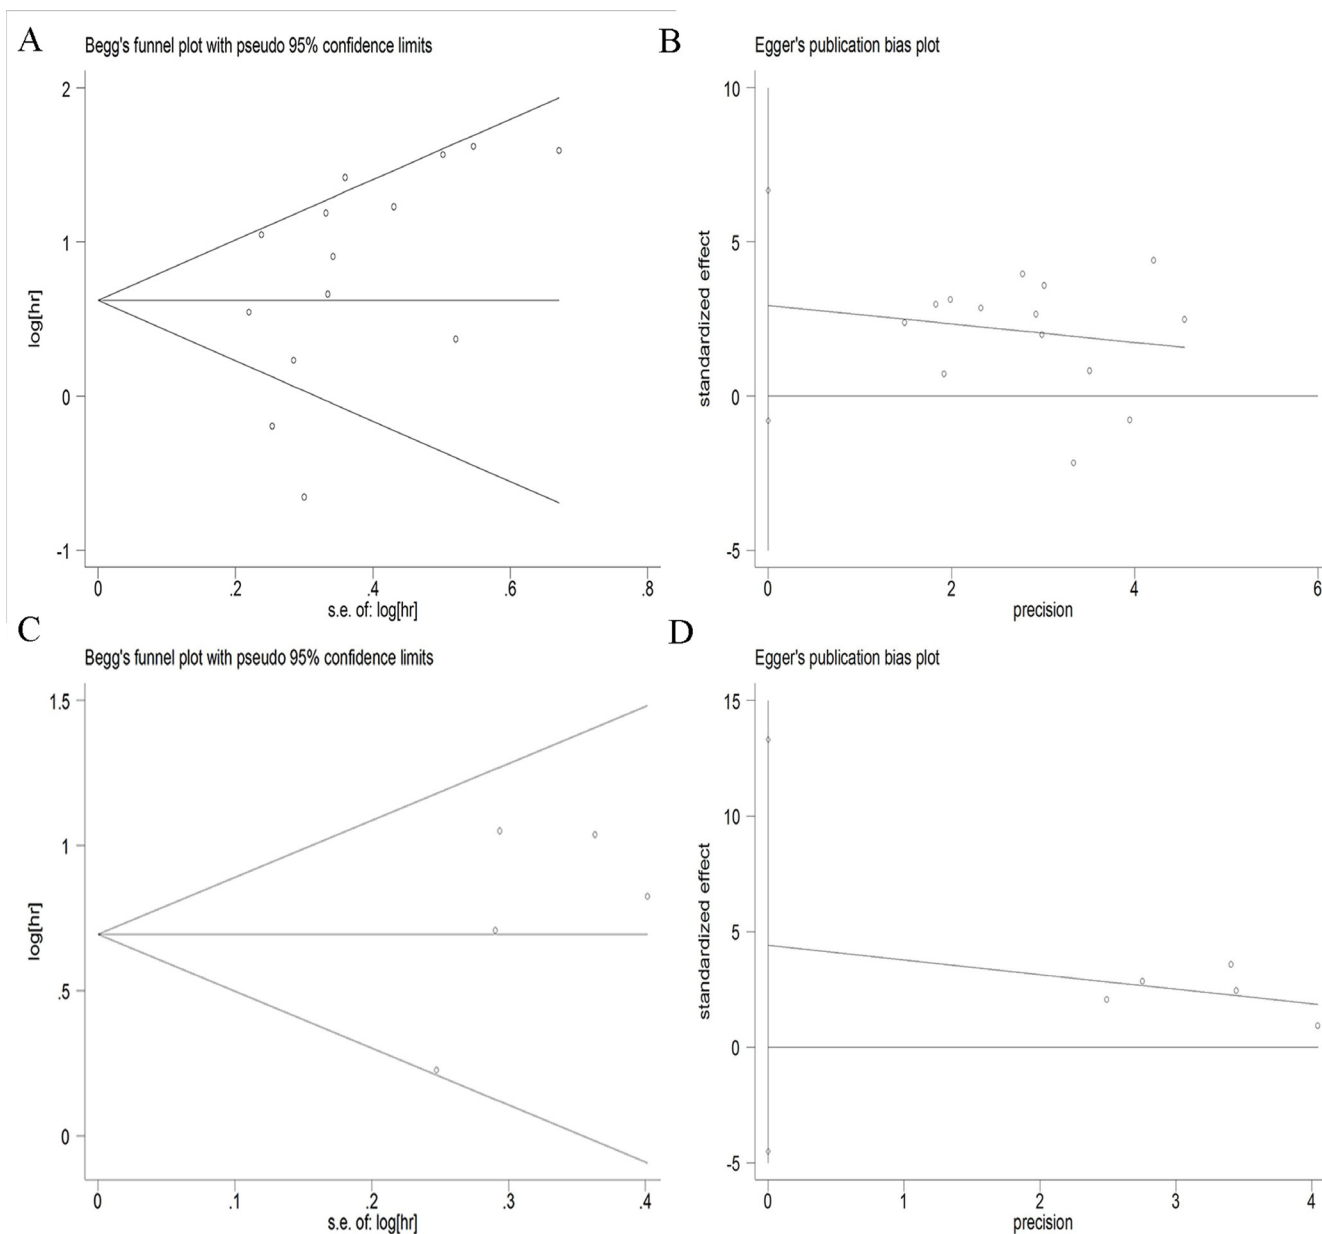 A
Begg's funnel plot with pseudo 95% confidence limits
2
1
0
-1
log[hr]
0 .2 .4 .6 .8
s.e. of: log[hr]
B
Egger's publication bias plot
10
5
0
-5
standardized effect
0 2 4 6
precision
C
Begg's funnel plot with pseudo 95% confidence limits
1.5
1
.5
0
log[hr]
0 .1 .2 .3 .4
s.e. of: log[hr]
D
Egger's publication bias plot
15
10
5
0
-5
standardized effect
0 1 2 3 4
precision